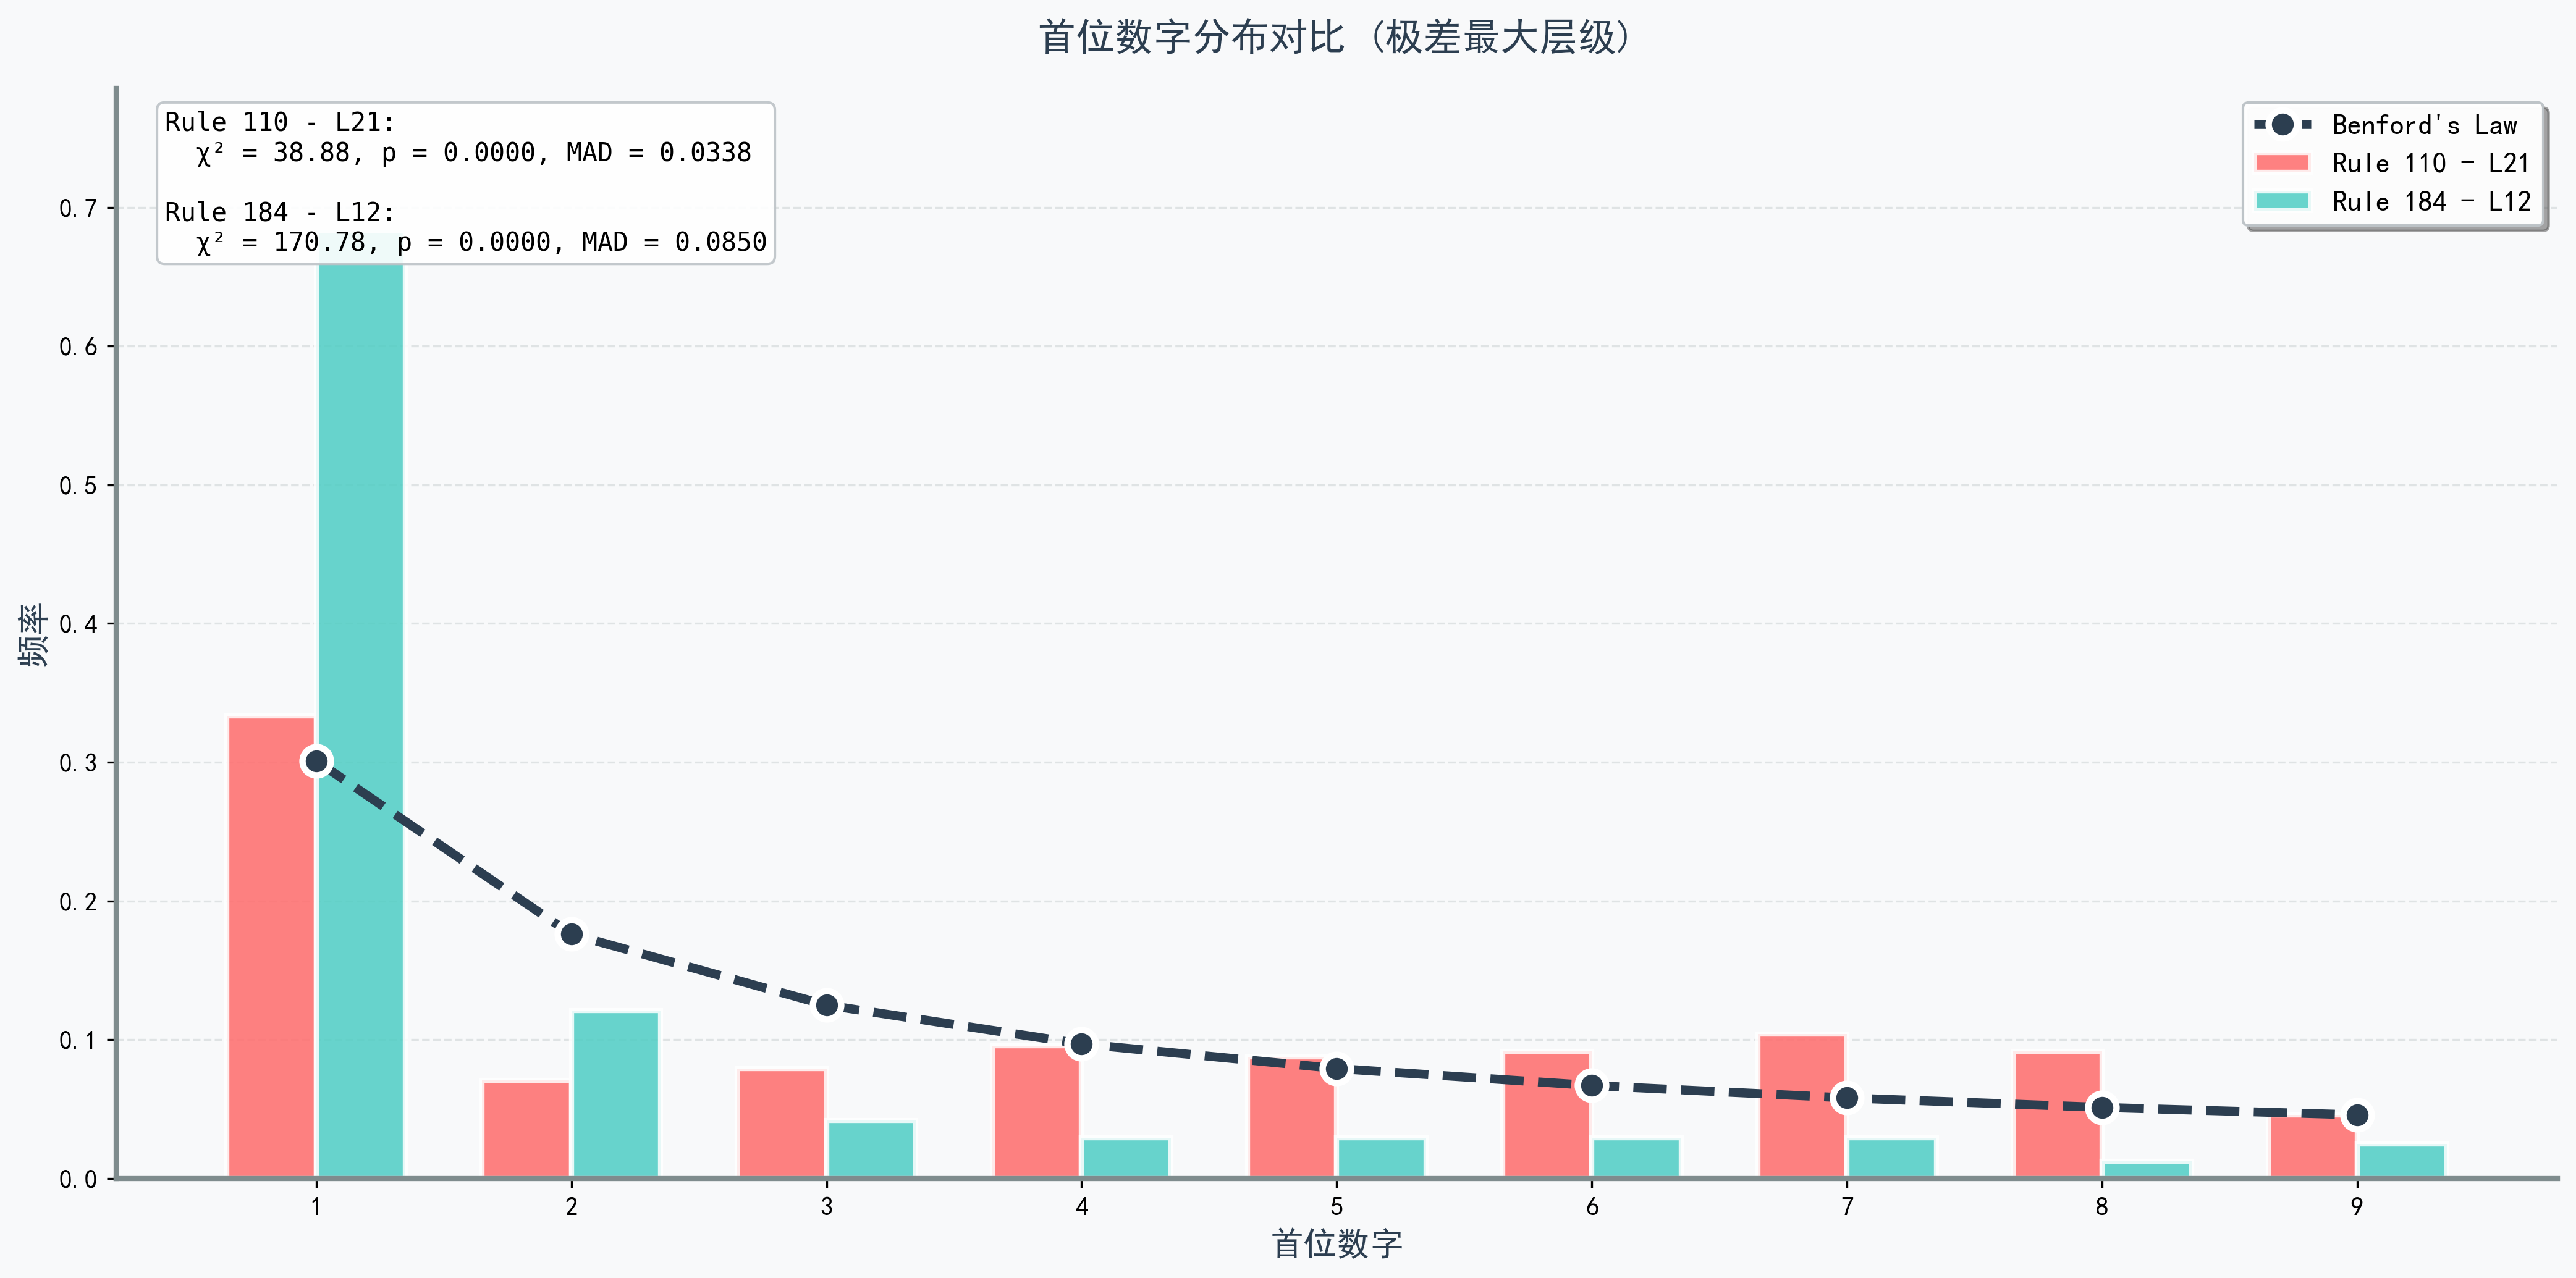 首位数字分布对比 (极差最大层级)
Rule 110 - L21:
χ² = 38.88, p = 0.0000, MAD = 0.0338
Rule 184 - L12:
χ² = 170.78, p = 0.0000, MAD = 0.0850
Benford's Law
Rule 110 - L21
Rule 184 - L12
频率
0.7
0.6
0.5
0.4
0.3
0.2
0.1
0.0
1 2 3 4 5 6 7 8 9
首位数字